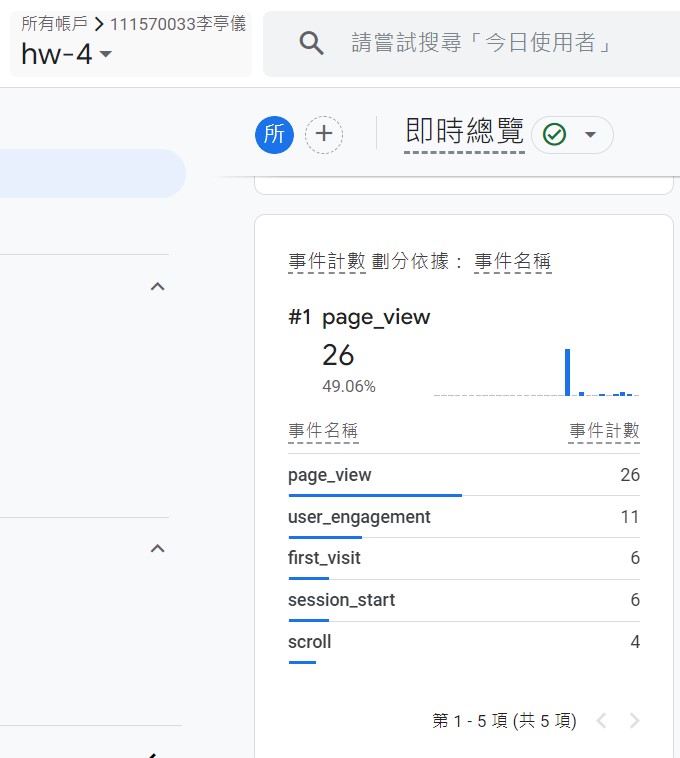 所有帳戶 > 111570033李亭儀
hw-4
請嘗試搜尋「今日使用者」
所
即時總覽
事件計數 劃分依據： 事件名稱
#1 page_view
26
49.06%
事件名稱 事件計數
page_view 26
user_engagement 11
first_visit 6
session_start 6
scroll 4
第 1 - 5 項 (共 5 項)